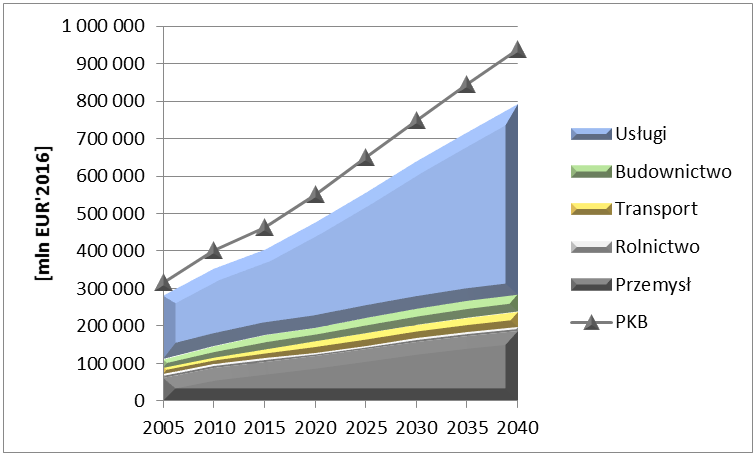 [mln EUR'2016]
1 000 000
900 000
800 000
700 000
600 000
500 000
400 000
300 000
200 000
100 000
0
2005 2010 2015 2020 2025 2030 2035 2040
Usługi
Budownictwo
Transport
Rolnictwo
Przemysł
PKB